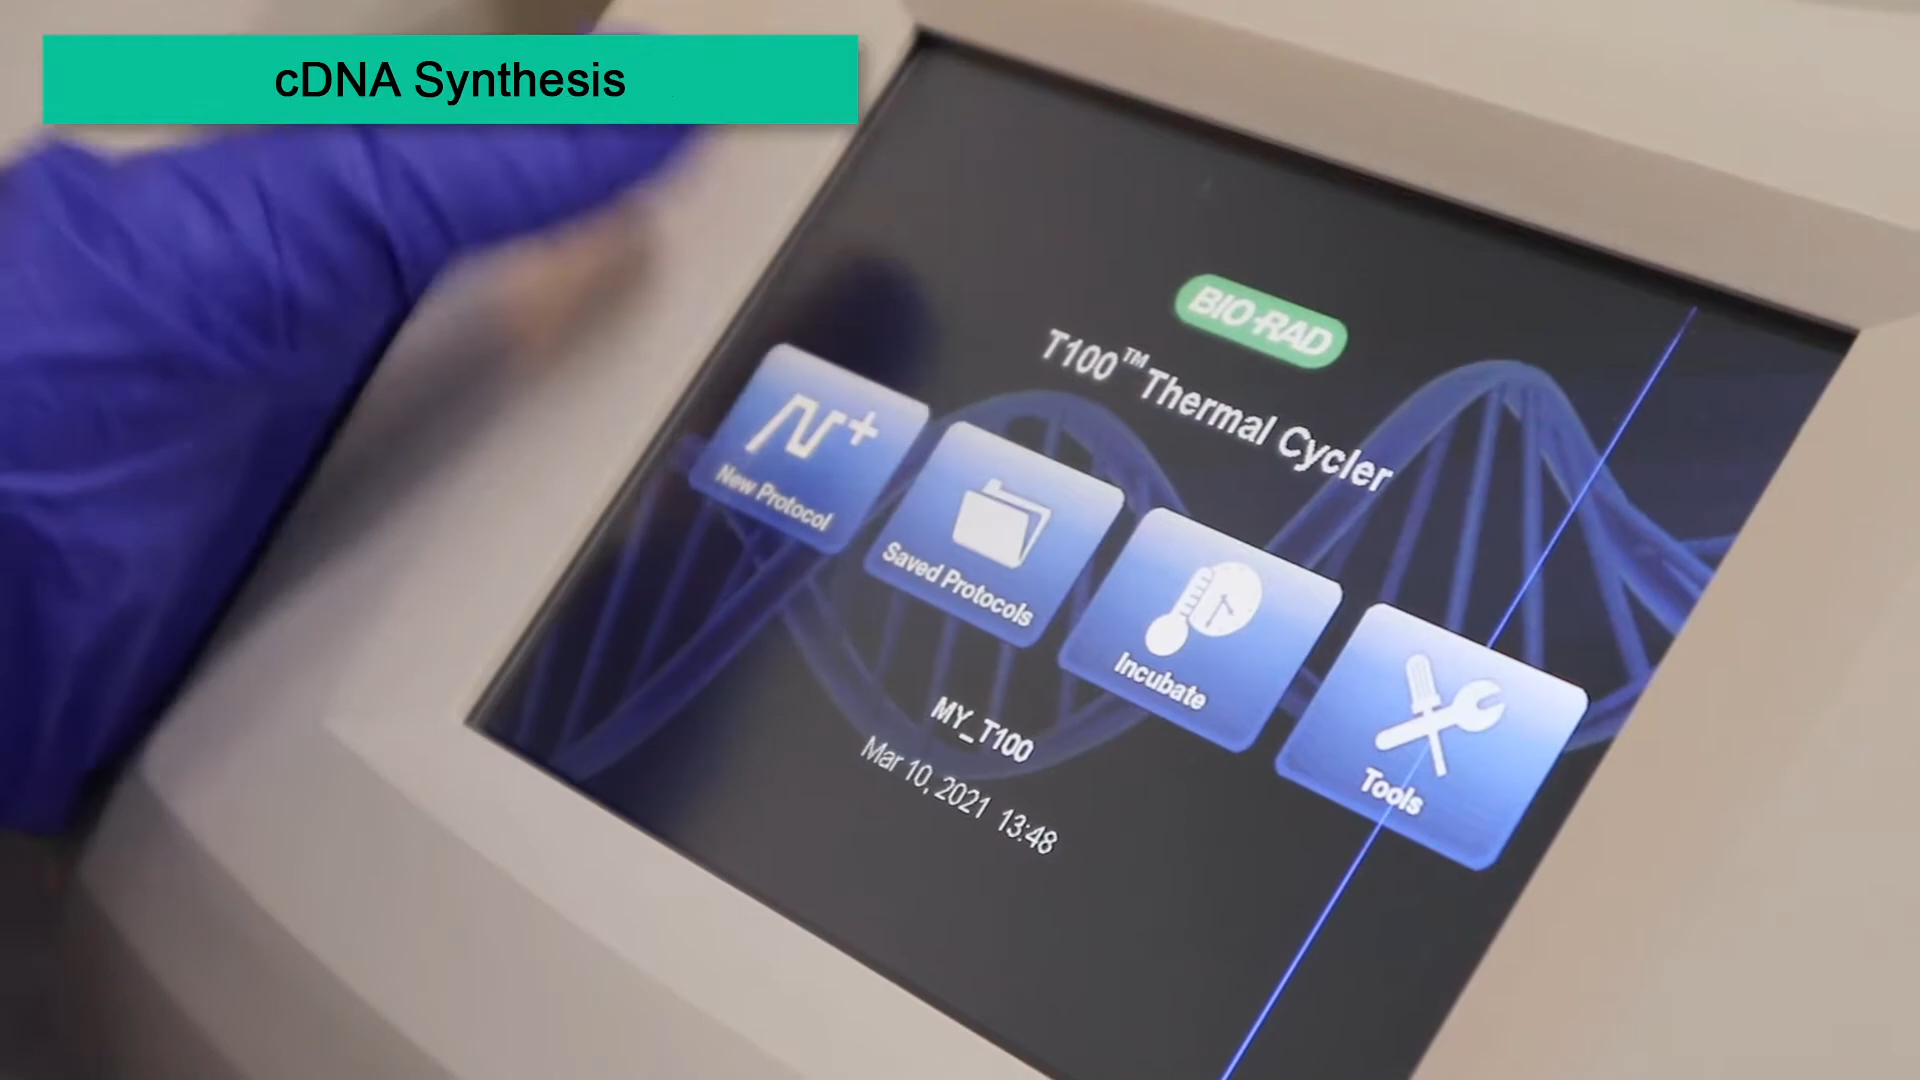 cDNA Synthesis
BIO-RAD
T100™ Thermal Cycler
New Protocol
Saved Protocols
Incubate
Tools
MY_T100
Mar 10, 2021 13:48